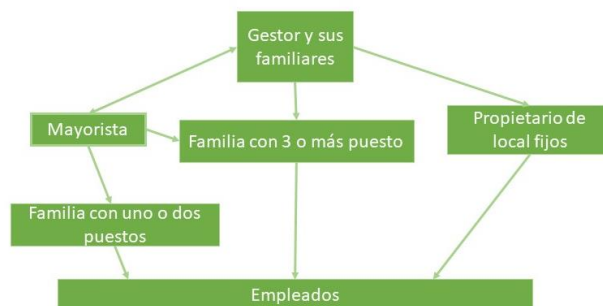 Gestor y sus
familiares
Mayorista
Familia con 3 o más puesto
Propietario de
local fijos
Familia con uno o dos
puestos
Empleados